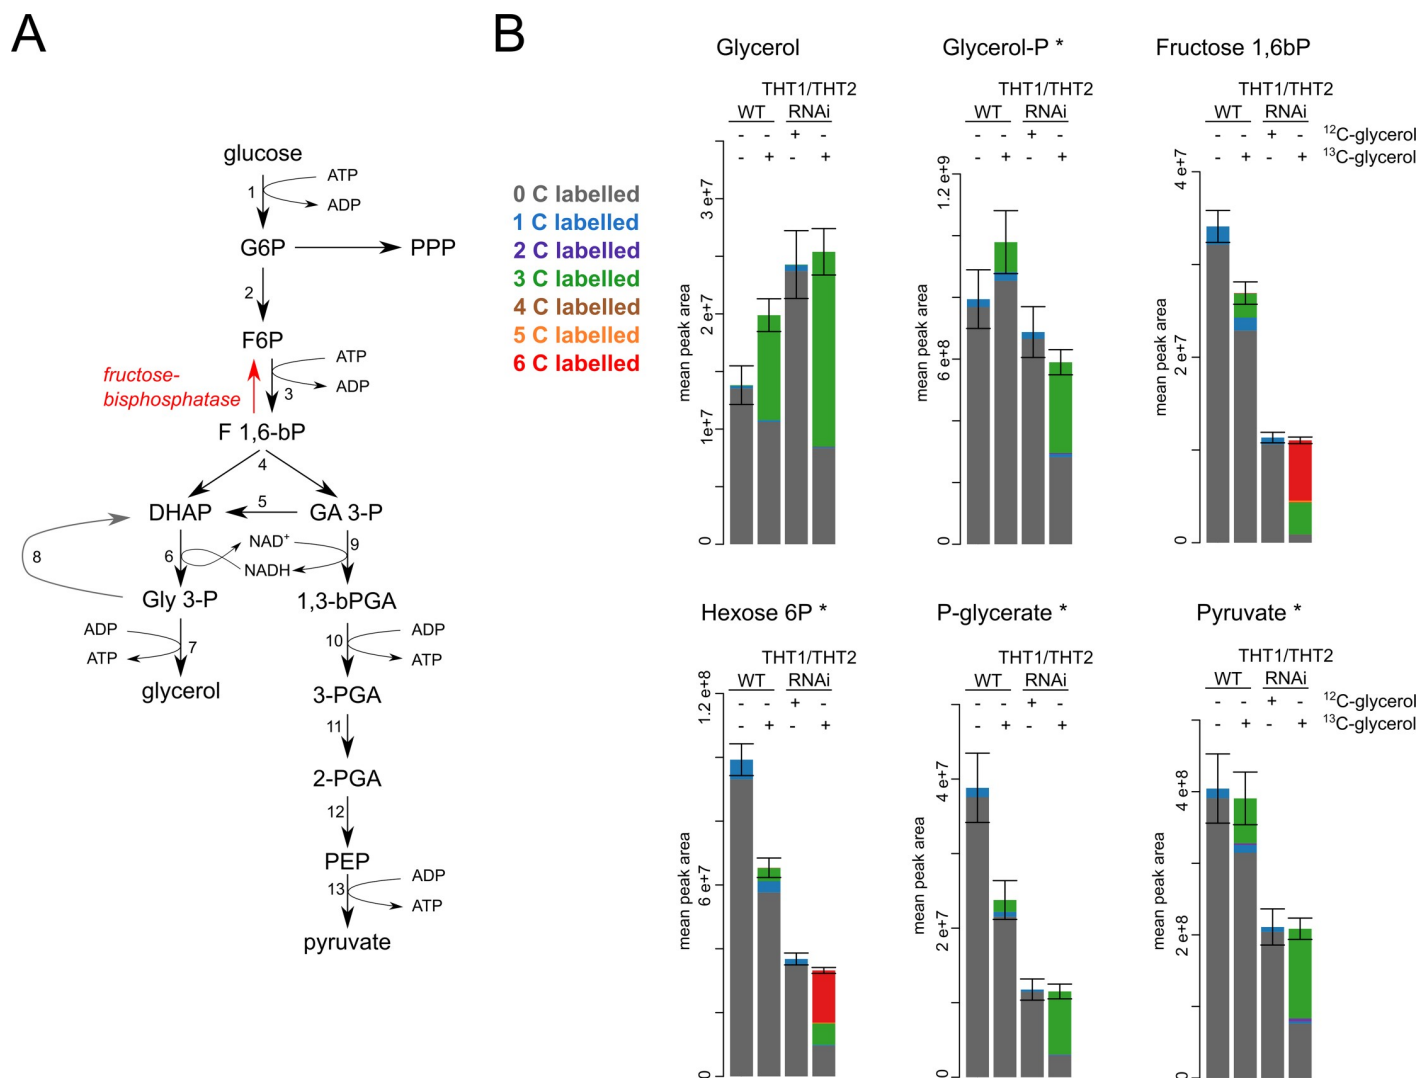 A
glucose
1
ATP
ADP
G6P
PPP
2
F6P
ATP
fructose-
bisphosphatase
3
ADP
F 1,6-bP
4
DHAP
5
GA 3-P
8
6
NAD+
NADH
9
Gly 3-P
1,3-bPGA
ADP
ATP
7
10
ADP
ATP
glycerol
3-PGA
11
2-PGA
12
PEP
13
ADP
ATP
pyruvate
B
0 C labelled
1 C labelled
2 C labelled
3 C labelled
4 C labelled
5 C labelled
6 C labelled
Glycerol
THT1/THT2
WT RNAi
- - + -
- + - +
mean peak area
0 1e+7 2 e+7 3 e+7
Glycerol-P *
THT1/THT2
WT RNAi
- - + -
- + - +
mean peak area
0 6 e+8 1.2 e+9
Fructose 1,6bP
THT1/THT2
WT RNAi
- - + - 12C-glycerol
- + - + 13C-glycerol
mean peak area
0 2 e+7 4 e+7
Hexose 6P *
THT1/THT2
WT RNAi
- - + -
- + - +
mean peak area
0 6 e+7 1.2 e+8
P-glycerate *
THT1/THT2
WT RNAi
- - + -
- + - +
mean peak area
0 2 e+7 4 e+7
Pyruvate *
THT1/THT2
WT RNAi
- - + - 12C-glycerol
- + - + 13C-glycerol
mean peak area
0 2 e+8 4 e+8